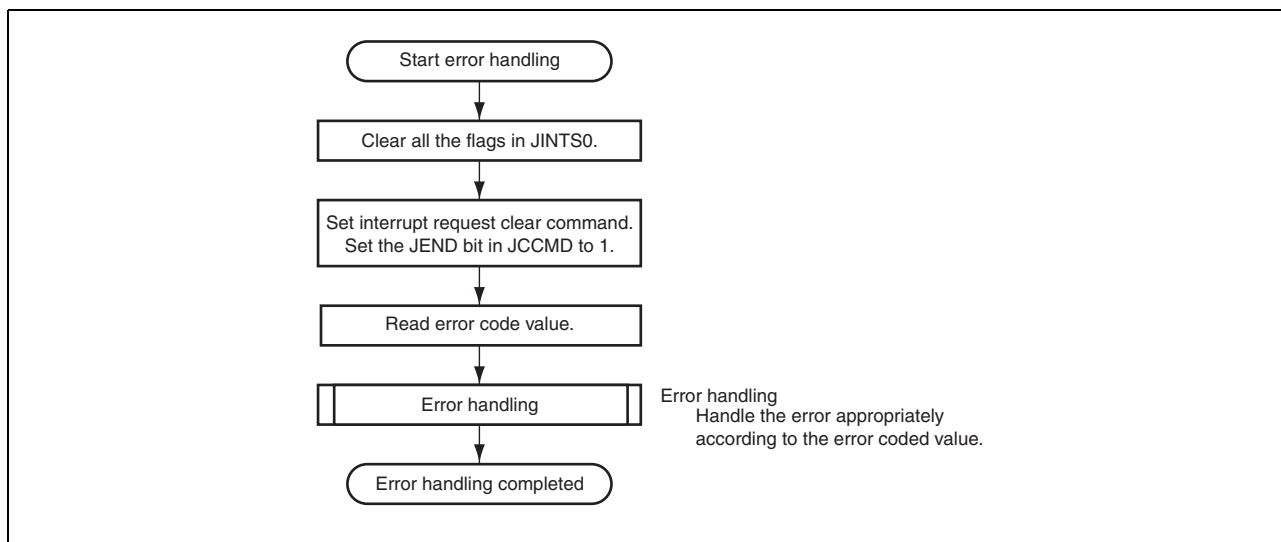 Start error handling
Clear all the flags in JINTS0.
Set interrupt request clear command.
Set the JEND bit in JCCMD to 1.
Read error code value.
Error handling
Error handling
Handle the error appropriately
according to the error coded value.
Error handling completed